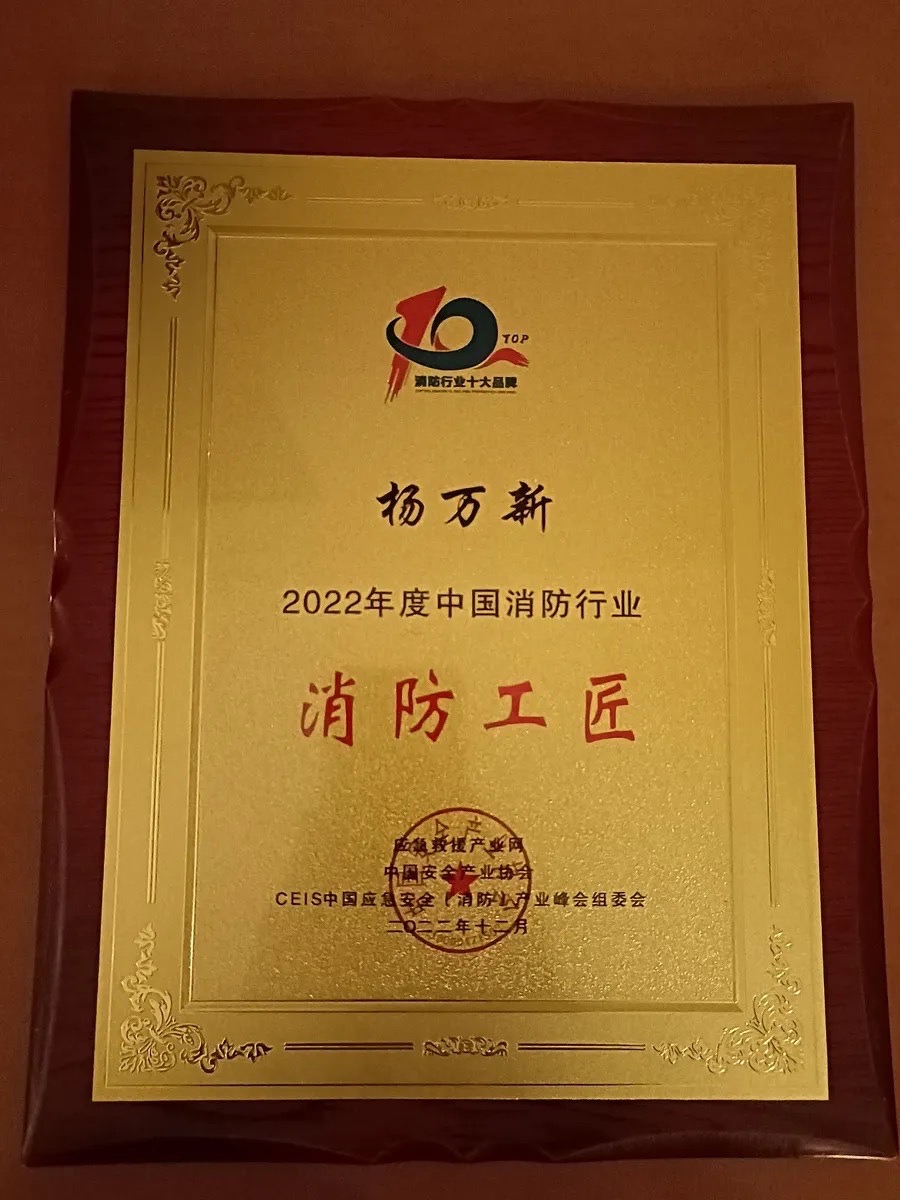 TOP
消防行业十大品牌
杨万新
2022年度中国消防行业
消防工匠
应急救援产业网
中国安全产业协会
CEIS中国应急安全(消防)产业峰会组委会
二〇二二年十二月